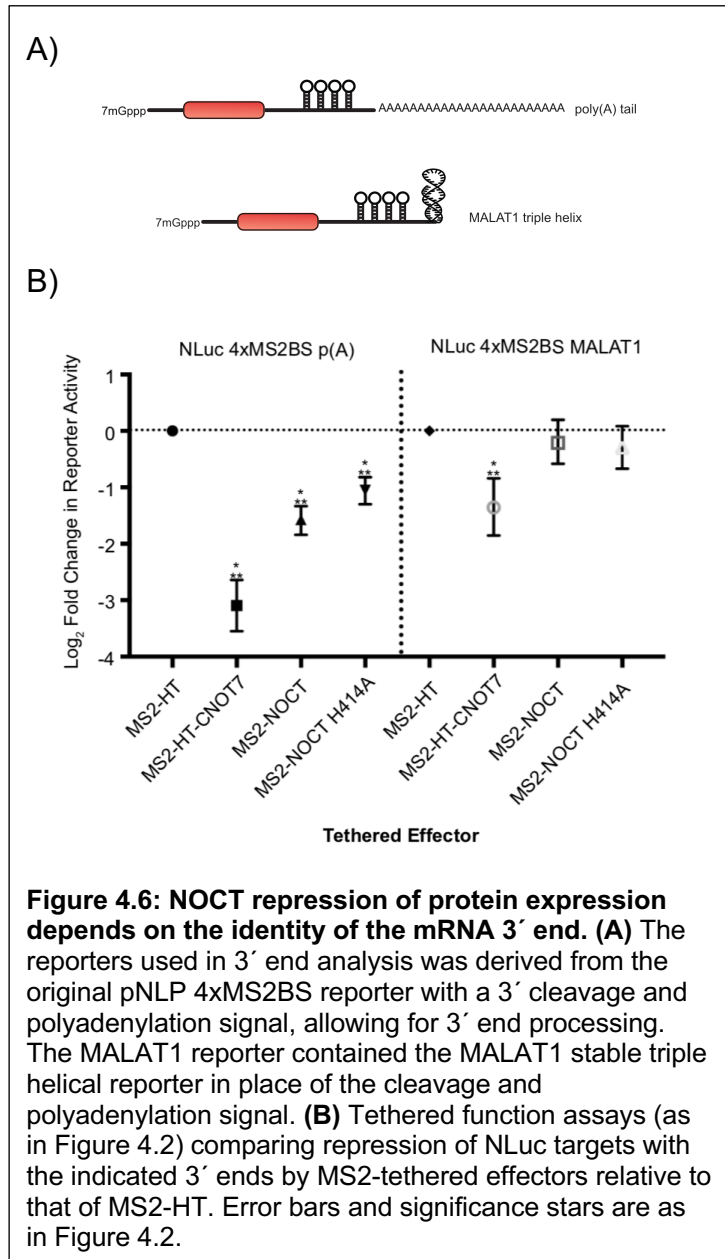 A)
7mGppp
AAAAAAAAAAAAAAAAAAAAAAAA poly(A) tail
7mGppp
MALAT1 triple helix
B)
NLuc 4xMS2BS p(A)
NLuc 4xMS2BS MALAT1
Log2 Fold Change in Reporter Activity
1
0
-1
-2
-3
-4
*
**
*
**
*
**
*
**
MS2-HT
MS2-HT-CNOT7
MS2-NOCT
MS2-NOCT H414A
MS2-HT
MS2-HT-CNOT7
MS2-NOCT
MS2-NOCT H414A
Tethered Effector
Figure 4.6: NOCT repression of protein expression
depends on the identity of the mRNA 3´ end. (A) The
reporters used in 3´ end analysis was derived from the
original pNLP 4xMS2BS reporter with a 3´ cleavage and
polyadenylation signal, allowing for 3´ end processing.
The MALAT1 reporter contained the MALAT1 stable triple
helical reporter in place of the cleavage and
polyadenylation signal. (B) Tethered function assays (as
in Figure 4.2) comparing repression of NLuc targets with
the indicated 3´ ends by MS2-tethered effectors relative to
that of MS2-HT. Error bars and significance stars are as
in Figure 4.2.